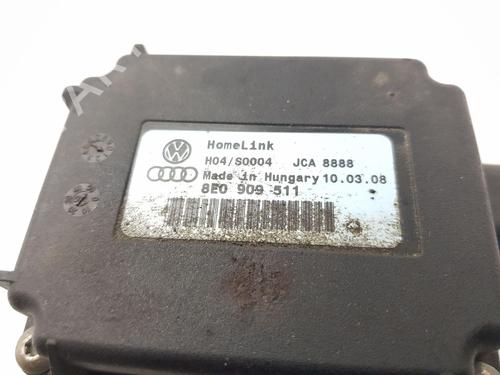 HomeLink
H04/S0004 JCA 8888
Made in Hungary 10.03.08
8E0 909 511